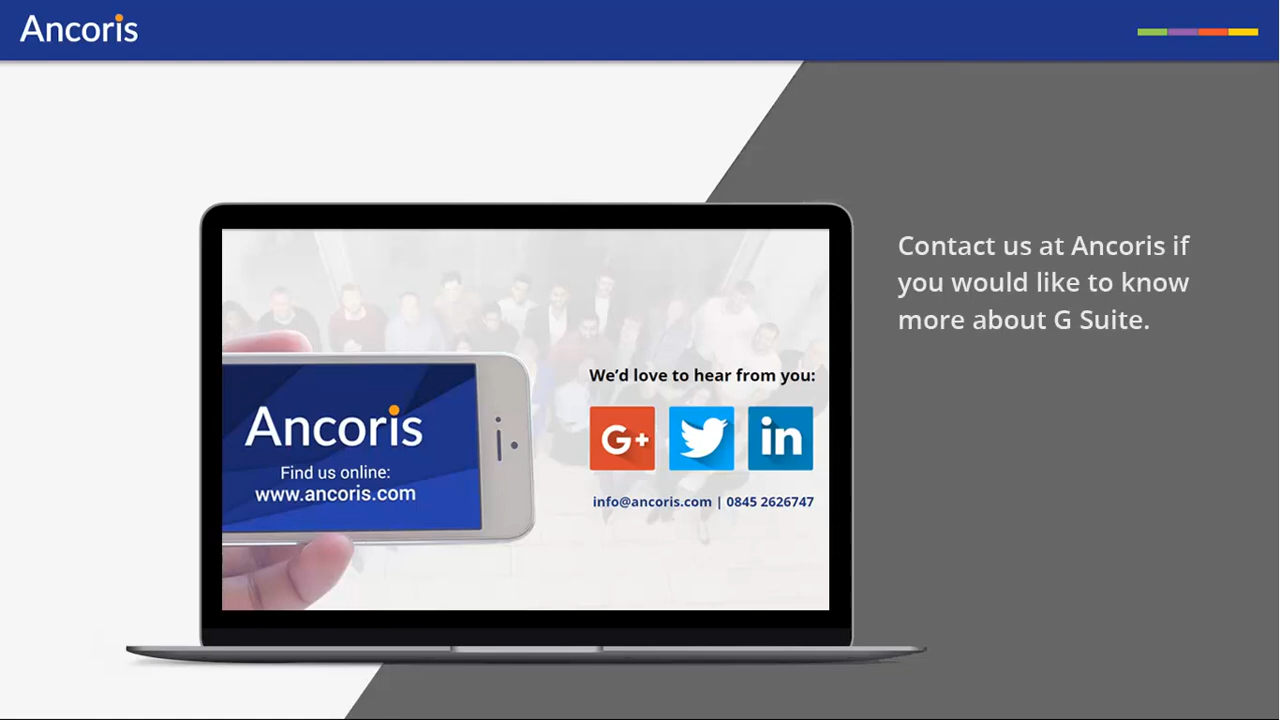 Ancoris
Contact us at Ancoris if
you would like to know
more about G Suite.
We’d love to hear from you:
G+
in
Ancoris
Find us online:
www.ancoris.com
info@ancoris.com | 0845 2626747